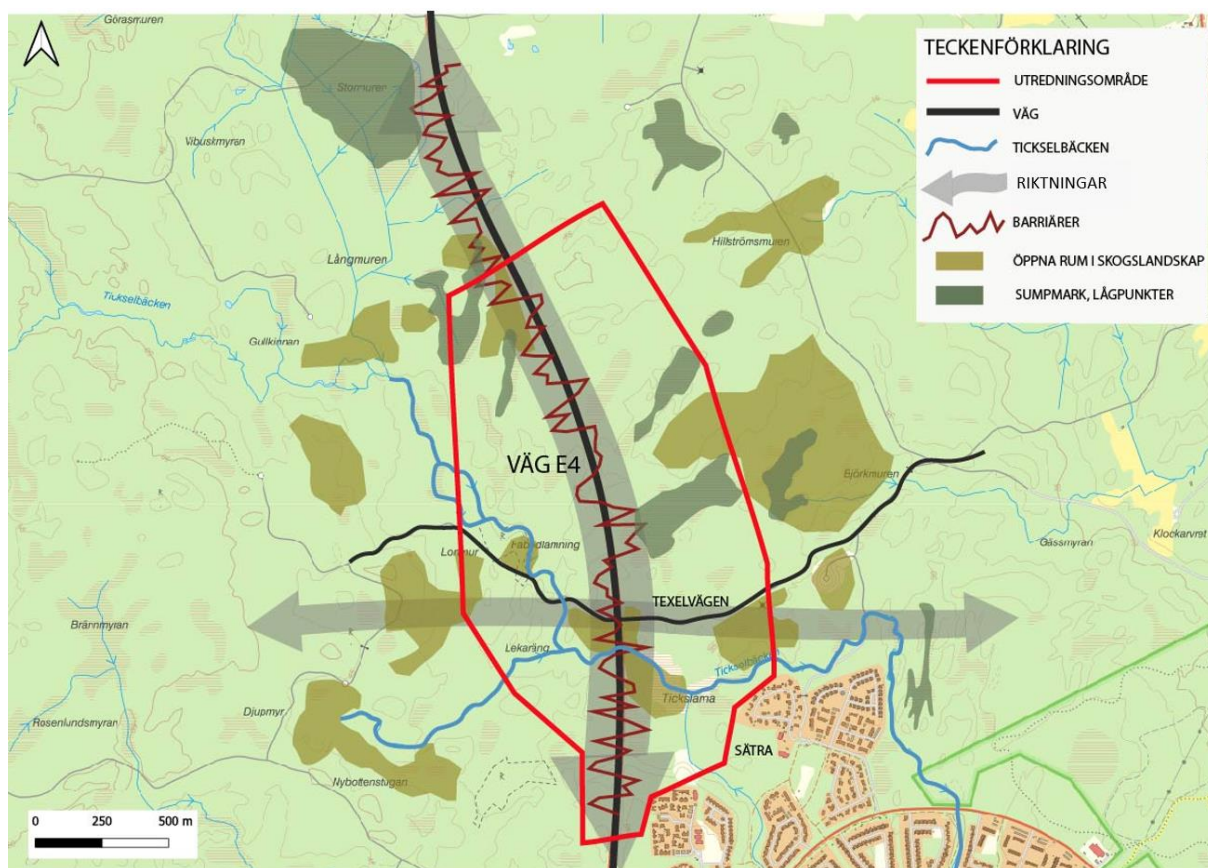 Görasmuren
Stormuren
Vibuskmyran
Långmuren
Hillströmsmuren
Tickselbäcken
Gullkinnan
VÄG E4
Björkmuren
Gässmyran
Klockarvret
Lommur
Fäbodlämning
TEXELVÄGEN
Brännmyran
Lekaräng
Tickselbäcken
Ticksläma
Djupmyr
Rosenlundsmyran
SÄTRA
Nybottenstugan
0 250 500 m
TECKENFÖRKLARING
UTREDNINGSOMRÅDE
VÄG
TICKSELBÄCKEN
RIKTNINGAR
BARRIÄRER
ÖPPNA RUM I SKOGSLANDSKAP
SUMPMARK, LÅGPUNKTER